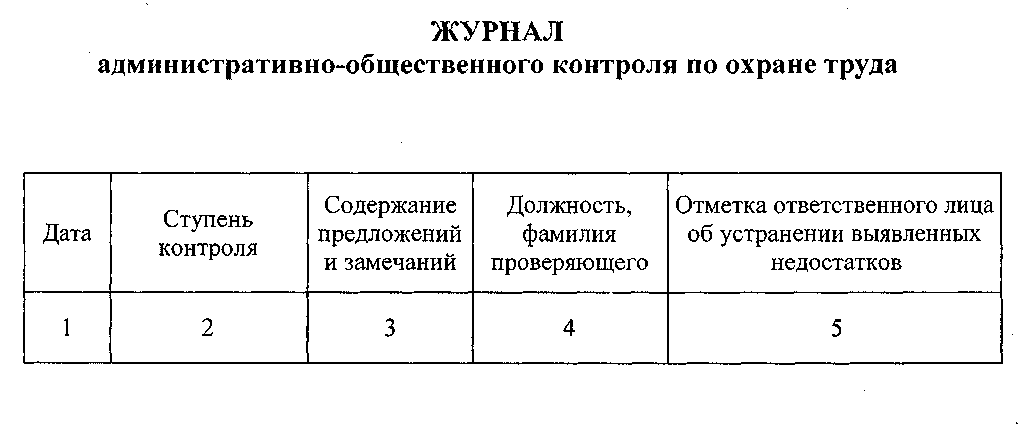 ЖУРНАЛ
административно-общественного контроля по охране труда
Дата
Ступень
контроля
Содержание
предложений
и замечаний
Должность,
фамилия
проверяющего
Отметка ответственного лица
об устранении выявленных
недостатков
1
2
3
4
5